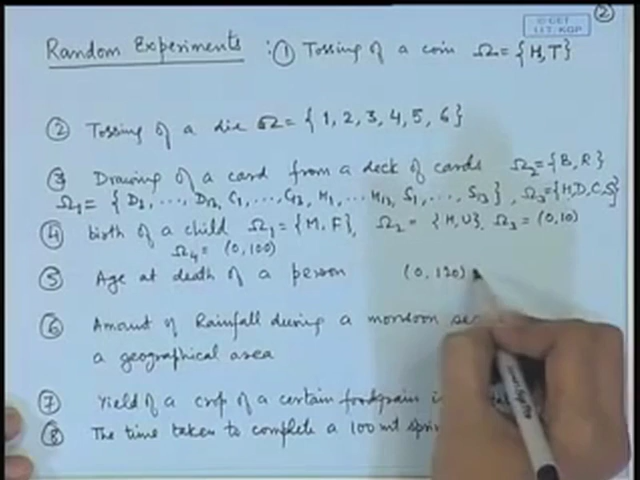 © CET
I.I.T. KGP
2
Random Experiments : ① Tossing of a coin Ω = {H, T}
② Tossing of a die Ω = { 1, 2, 3, 4, 5, 6 }
③ Drawing of a card from a deck of cards Ω₂ = {B, R}
Ω₁ = { D₁, ..., D₁₃, C₁, ..., C₁₃, H₁, ... H₁₃, S₁, ..., S₁₃ }, Ω₃ = {H, D, C, S}
④ birth of a child Ω₁ = {M, F}, Ω₂ = {H, U}, Ω₃ = (0, 10)
Ω₄ = (0, 100)
⑤ Age at death of a person (0, 120)
⑥ Amount of Rainfall during a monsoon
a geographical area
⑦ Yield of a crop of a certain foodgrain
⑧ The time taken to complete a 100 mt